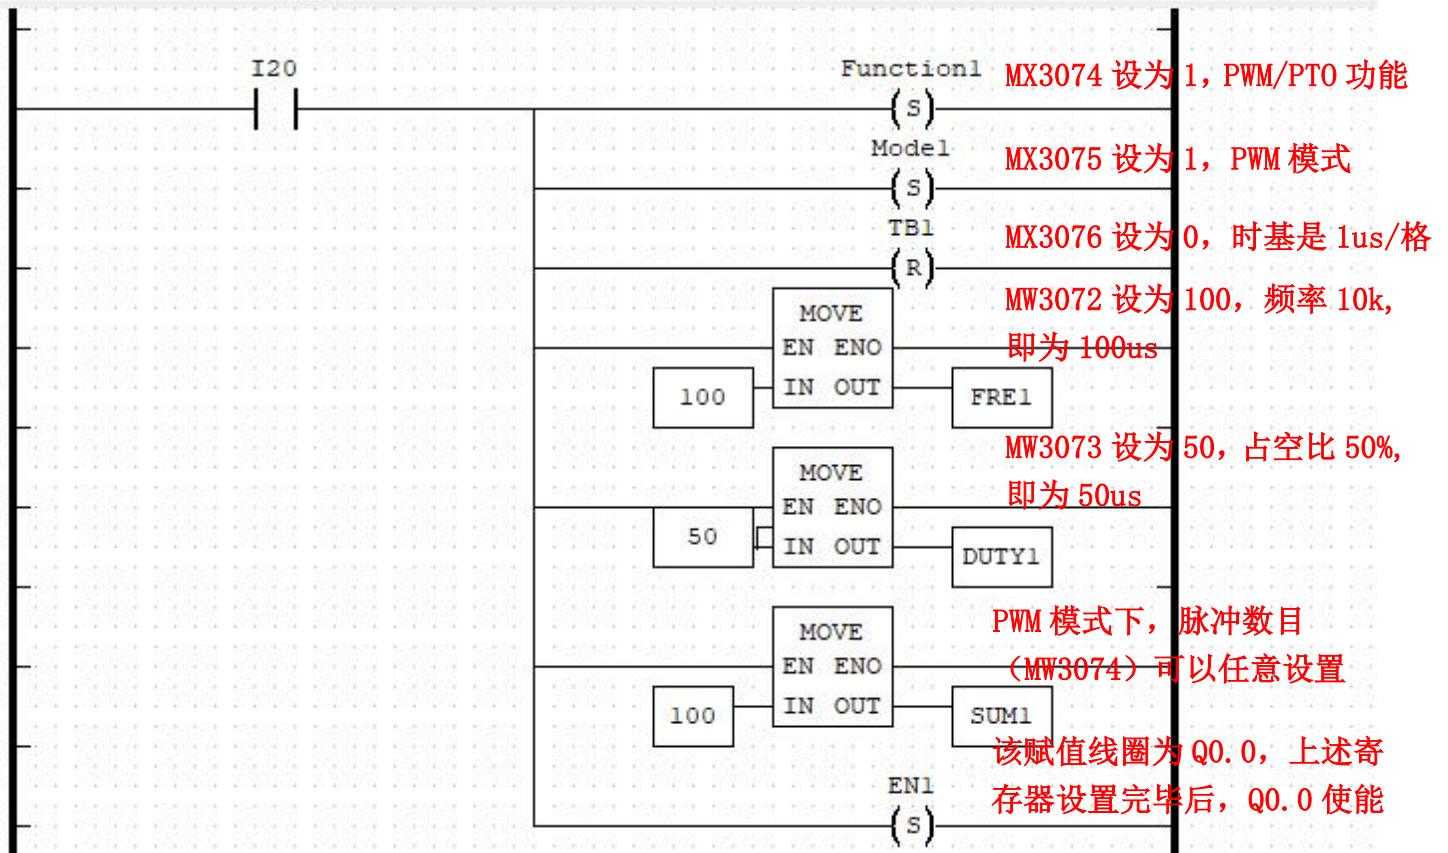 I20
Function1
MX3074 设为 1，PWM/PTO 功能
S
Mode1
MX3075 设为 1，PWM 模式
S
TB1
MX3076 设为 0，时基是 1us/格
R
MOVE
MW3072 设为 100，频率 10k,
EN ENO
即为 100us
100
IN OUT
FRE1
MW3073 设为 50，占空比 50%,
MOVE
即为 50us
EN ENO
50
IN OUT
DUTY1
PWM 模式下，脉冲数目
MOVE
（MW3074）可以任意设置
EN ENO
100
IN OUT
SUM1
该赋值线圈为 Q0.0，上述寄
EN1
存器设置完毕后，Q0.0 使能
S